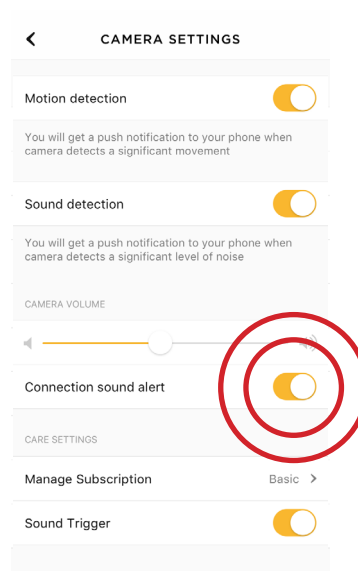 CAMERA SETTINGS
Motion detection
You will get a push notification to your phone when
camera detects a significant movement
Sound detection
You will get a push notification to your phone when
camera detects a significant level of noise
CAMERA VOLUME
Connection sound alert
CARE SETTINGS
Manage Subscription Basic
Sound Trigger